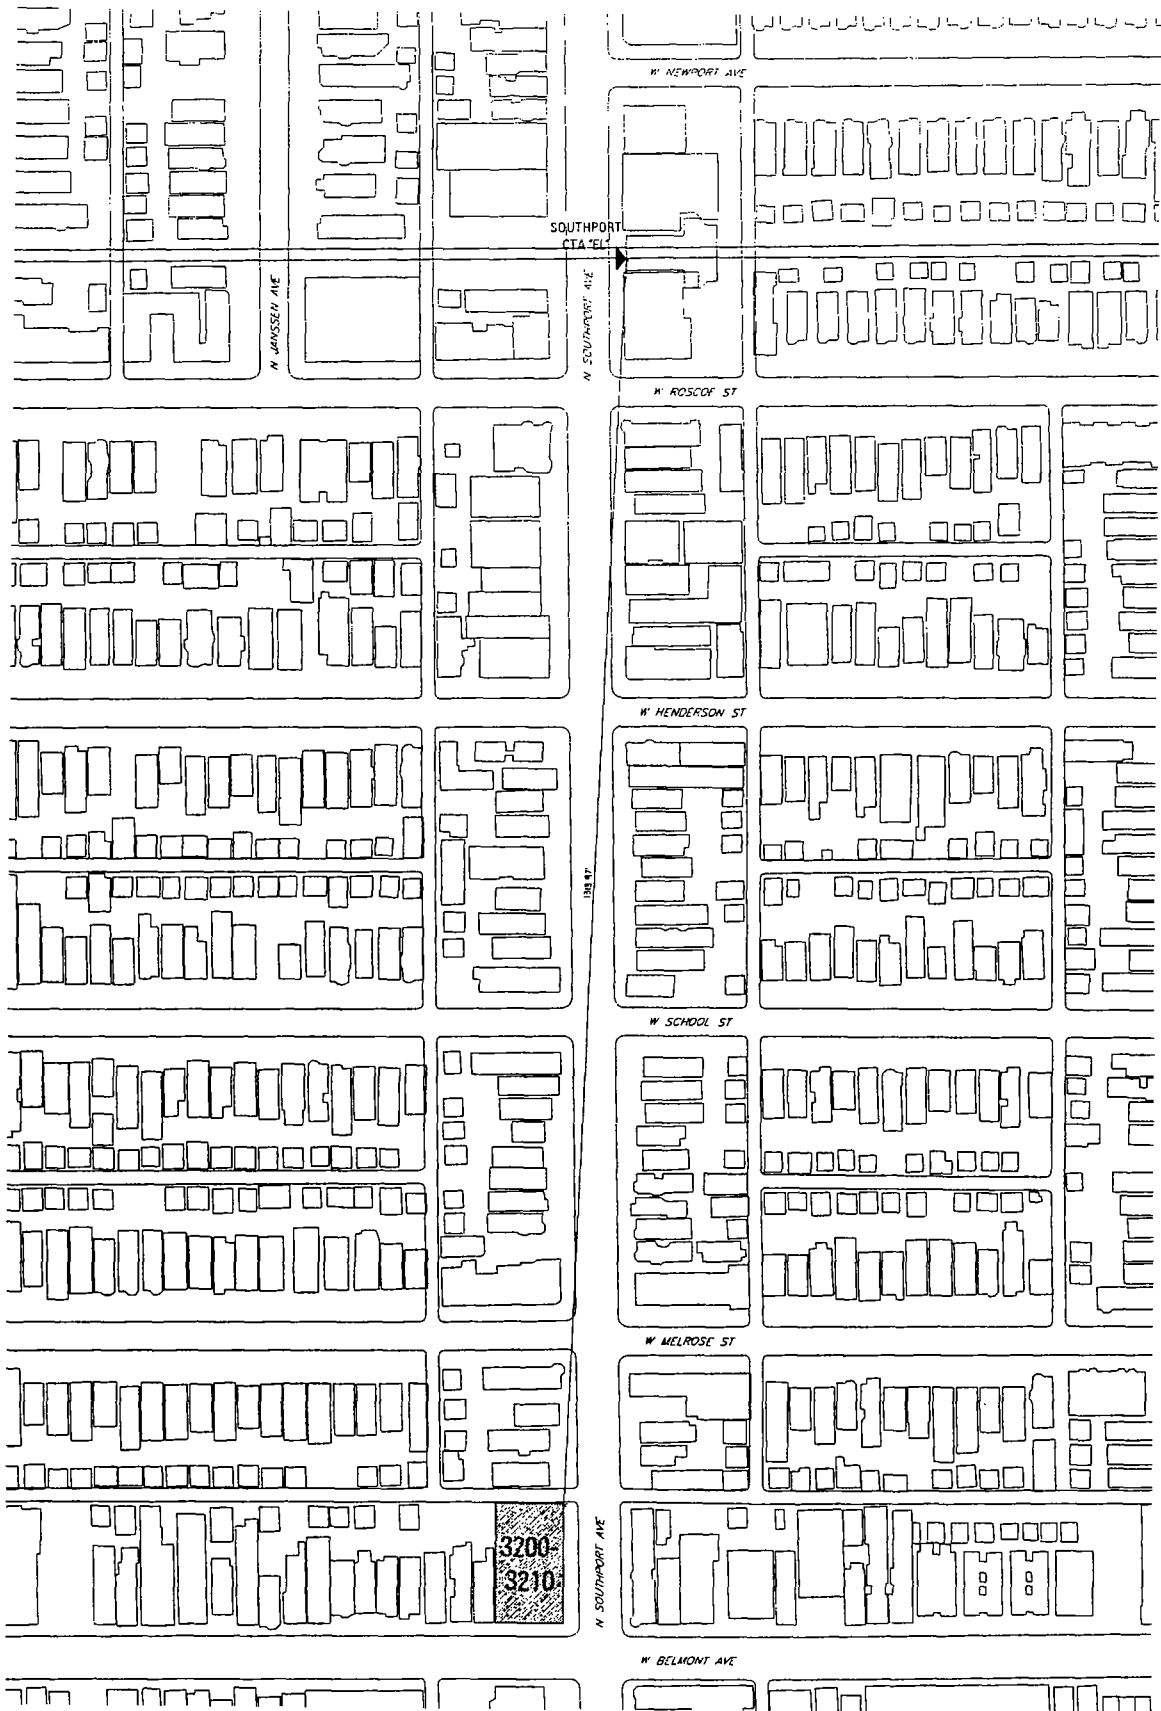 W NEWPORT AVE
SOUTHPORT
CTA "EL"
N JANSSEN AVE
N SOUTHPORT AVE
W ROSCOE ST
W HENDERSON ST
W SCHOOL ST
W MELROSE ST
3200-
3210
N SOUTHPORT AVE
W BELMONT AVE